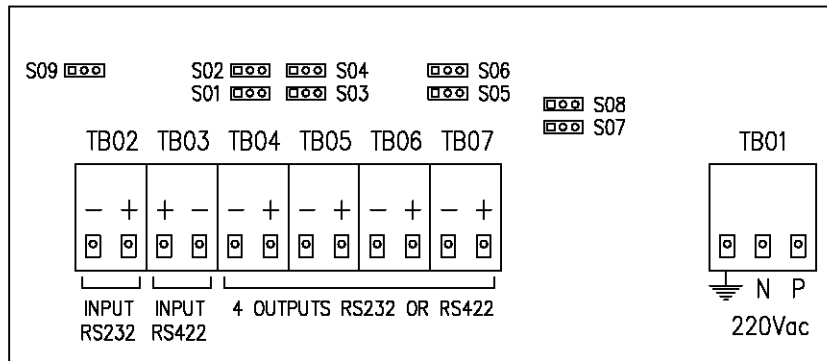 S09 S02 S04 S06
S01 S03 S05
S08
S07
TB02 TB03 TB04 TB05 TB06 TB07 TB01
− + + − − + − + − + − +
N P
INPUT INPUT 4 OUTPUTS RS232 OR RS422
RS232 RS422
220Vac